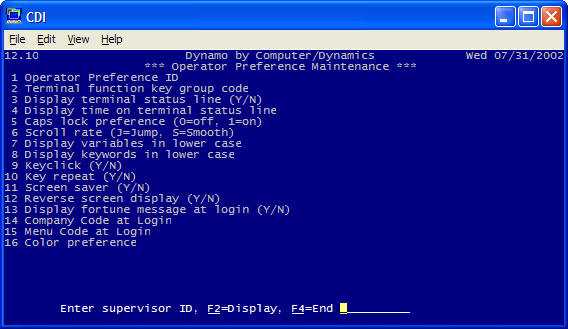 CDI
File Edit View Help
12.10 Dynamo by Computer/Dynamics Wed 07/31/2002
*** Operator Preference Maintenance ***
1 Operator Preference ID
2 Terminal function key group code
3 Display terminal status line (Y/N)
4 Display time on terminal status line
5 Caps lock preference (0=off, 1=on)
6 Scroll rate (J=Jump, S=Smooth)
7 Display variables in lower case
8 Display keywords in lower case
9 Keyclick (Y/N)
10 Key repeat (Y/N)
11 Screen saver (Y/N)
12 Reverse screen display (Y/N)
13 Display fortune message at login (Y/N)
14 Company Code at Login
15 Menu Code at Login
16 Color preference
Enter supervisor ID, F2=Display, F4=End